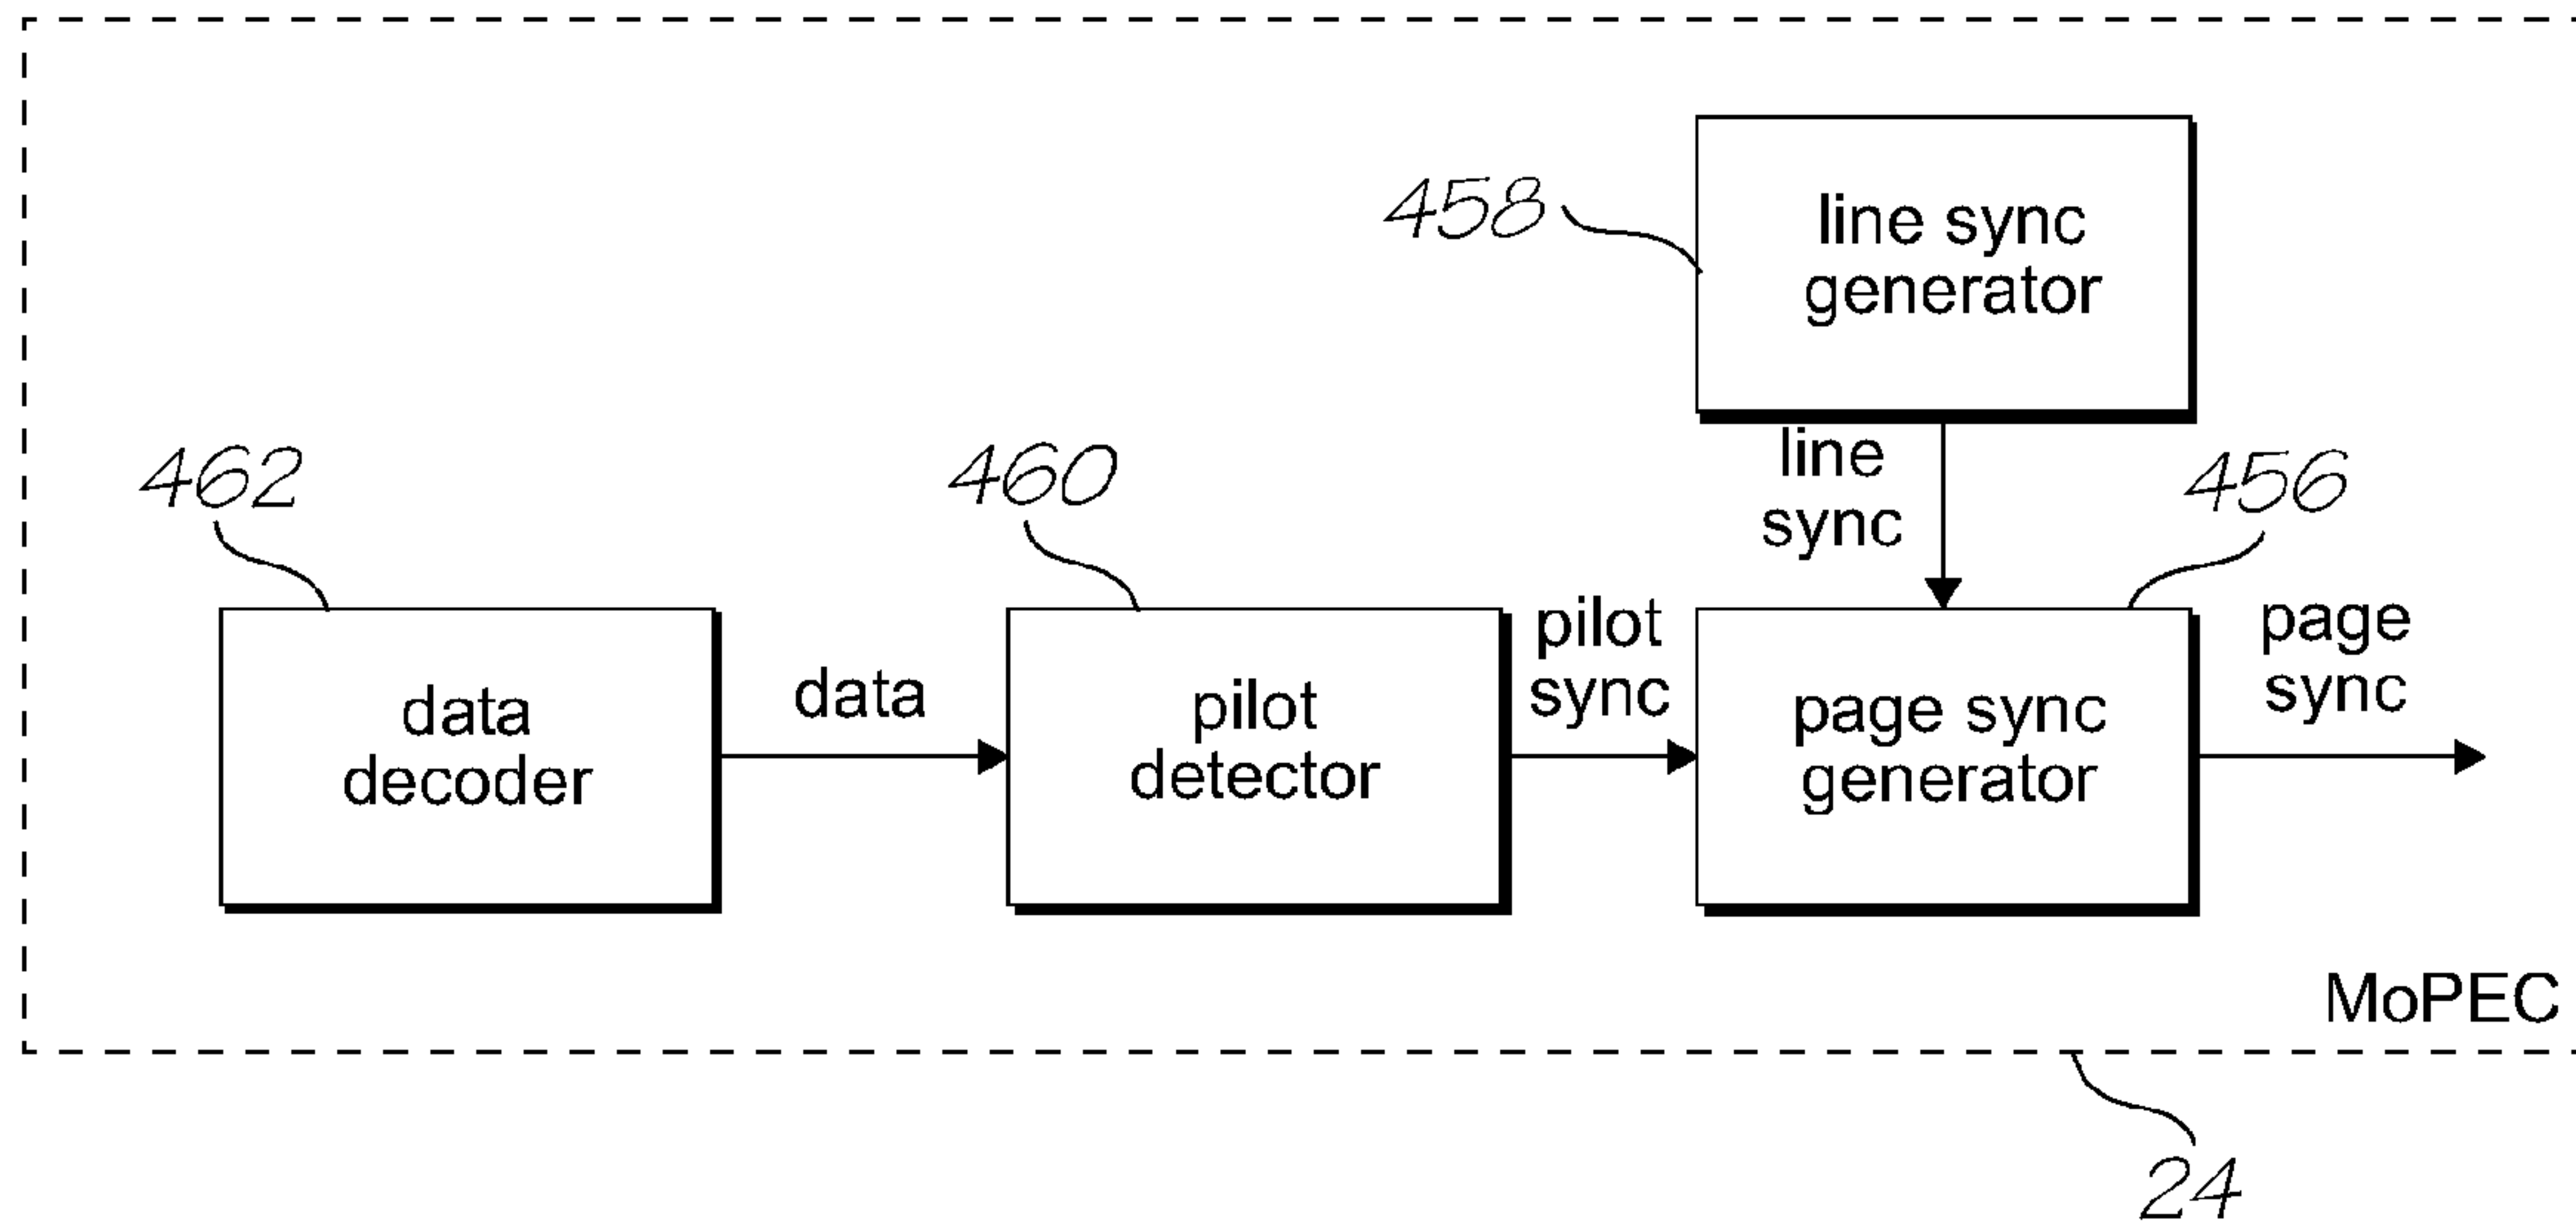 458
line sync
generator
line
sync
462
460
456
data
decoder
data
pilot
detector
pilot
sync
page sync
generator
page
sync
MoPEC
24